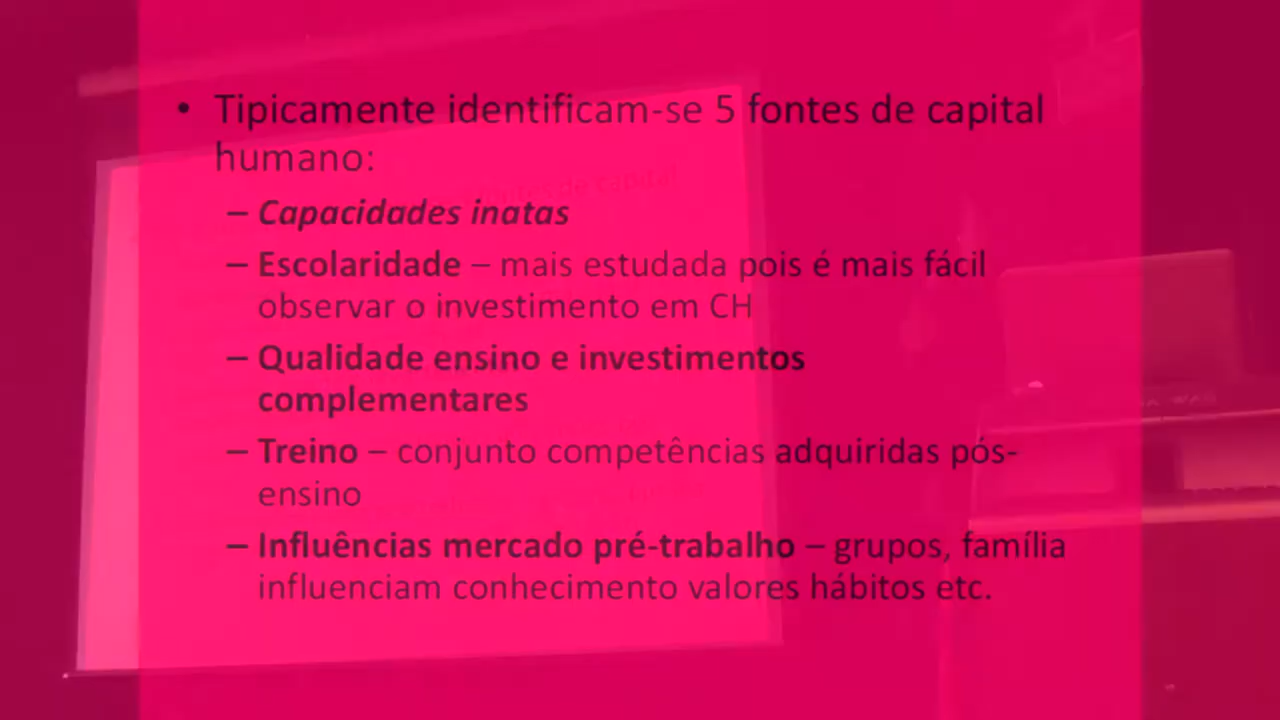 • Tipicamente identificam-se 5 fontes de capital
humano:
– Capacidades inatas
– Escolaridade – mais estudada pois é mais fácil
observar o investimento em CH
– Qualidade ensino e investimentos
complementares
– Treino – conjunto competências adquiridas pós-
ensino
– Influências mercado pré-trabalho – grupos, família
influenciam conhecimento valores hábitos etc.